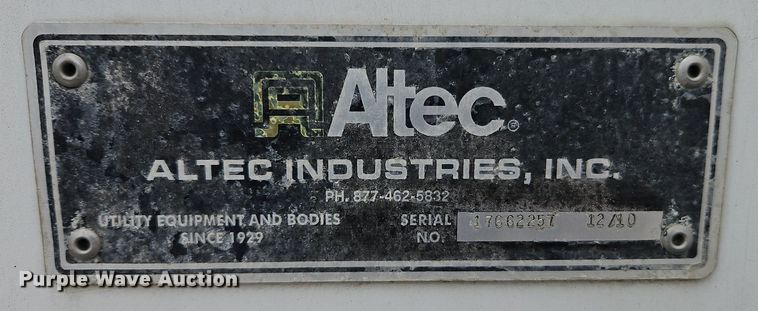 Altec®
ALTEC INDUSTRIES, INC.
PH. 877-462-5832
UTILITY EQUIPMENT AND BODIES
SINCE 1929
SERIAL NO. 17662257 12/10
Purple Wave Auction